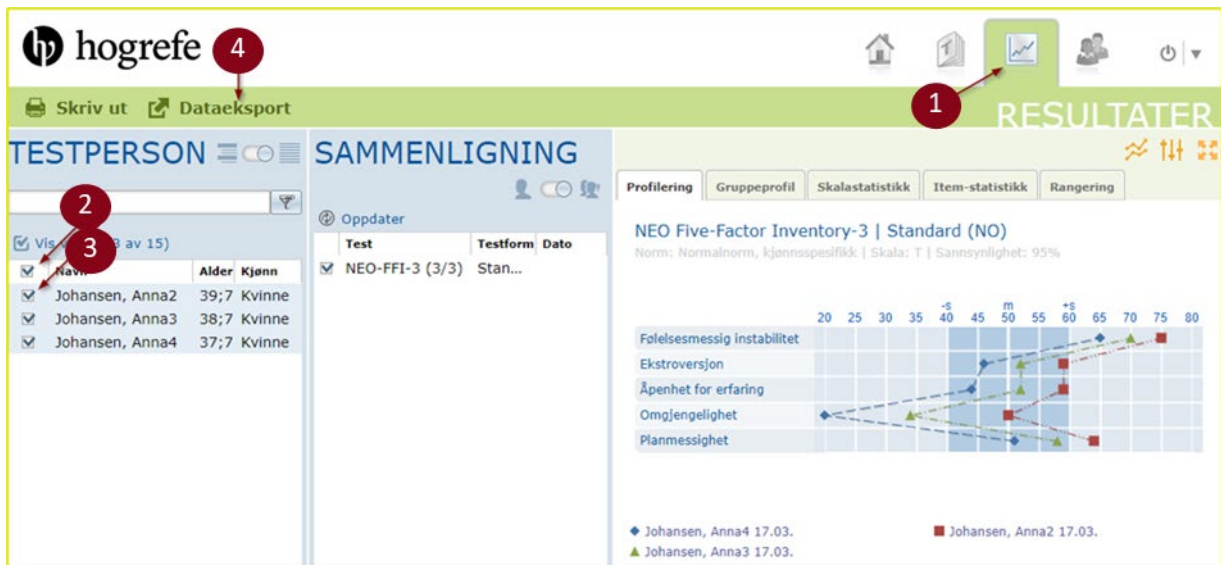 hogrefe
4
1
Skriv ut Dataeksport
RESULTATER
TESTPERSON
SAMMENLIGNING
2
3
Vis 3 av 15)
Navn Alder Kjønn
Johansen, Anna2 39;7 Kvinne
Johansen, Anna3 38;7 Kvinne
Johansen, Anna4 37;7 Kvinne
Oppdater
Test Testform Dato
NEO-FFI-3 (3/3) Stan...
Profilering Gruppeprofil Skalastatistikk Item-statistikk Rangering
NEO Five-Factor Inventory-3 | Standard (NO)
Norm: Normalnorm, kjønnsspesifikk | Skala: T | Sannsynlighet: 95%
-s m +s
20 25 30 35 40 45 50 55 60 65 70 75 80
Følelsesmessig instabilitet
Ekstroversjon
Åpenhet for erfaring
Omgjengelighet
Planmessighet
Johansen, Anna4 17.03. Johansen, Anna2 17.03.
Johansen, Anna3 17.03.